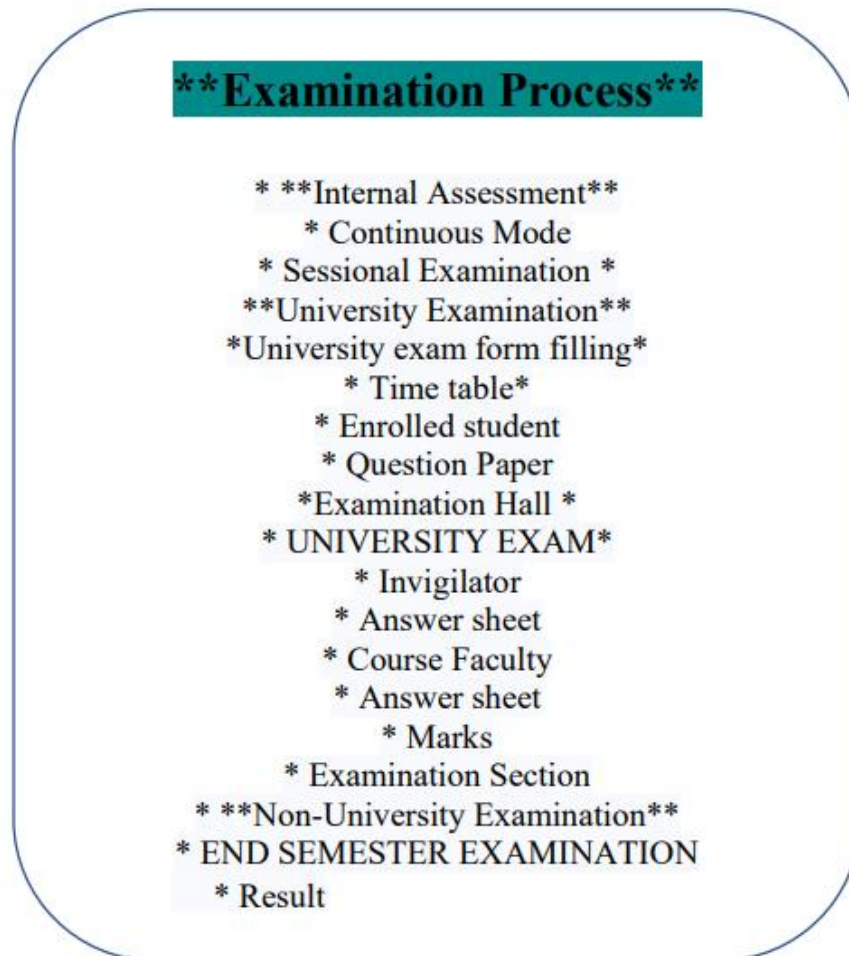 **Examination Process**
* **Internal Assessment**
* Continuous Mode
* Sessional Examination *
**University Examination**
*University exam form filling*
* Time table*
* Enrolled student
* Question Paper
*Examination Hall *
* UNIVERSITY EXAM*
* Invigilator
* Answer sheet
* Course Faculty
* Answer sheet
* Marks
* Examination Section
* **Non-University Examination**
* END SEMESTER EXAMINATION
* Result